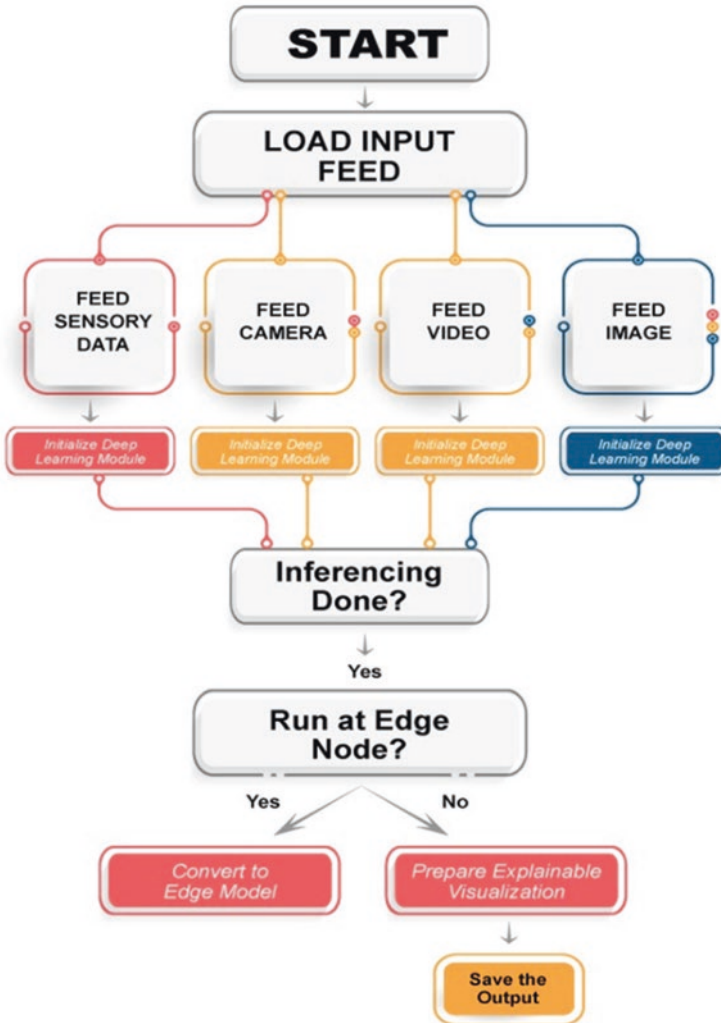 START
LOAD INPUT
FEED
FEED
SENSORY
DATA
FEED
CAMERA
FEED
VIDEO
FEED
IMAGE
Initialize Deep
Learning Module
Initialize Deep
Learning Module
Initialize Deep
Learning Module
Initialize Deep
Learning Module
Inferencing
Done?
Yes
Run at Edge
Node?
Yes
No
Convert to
Edge Model
Prepare Explainable
Visualization
Save the
Output